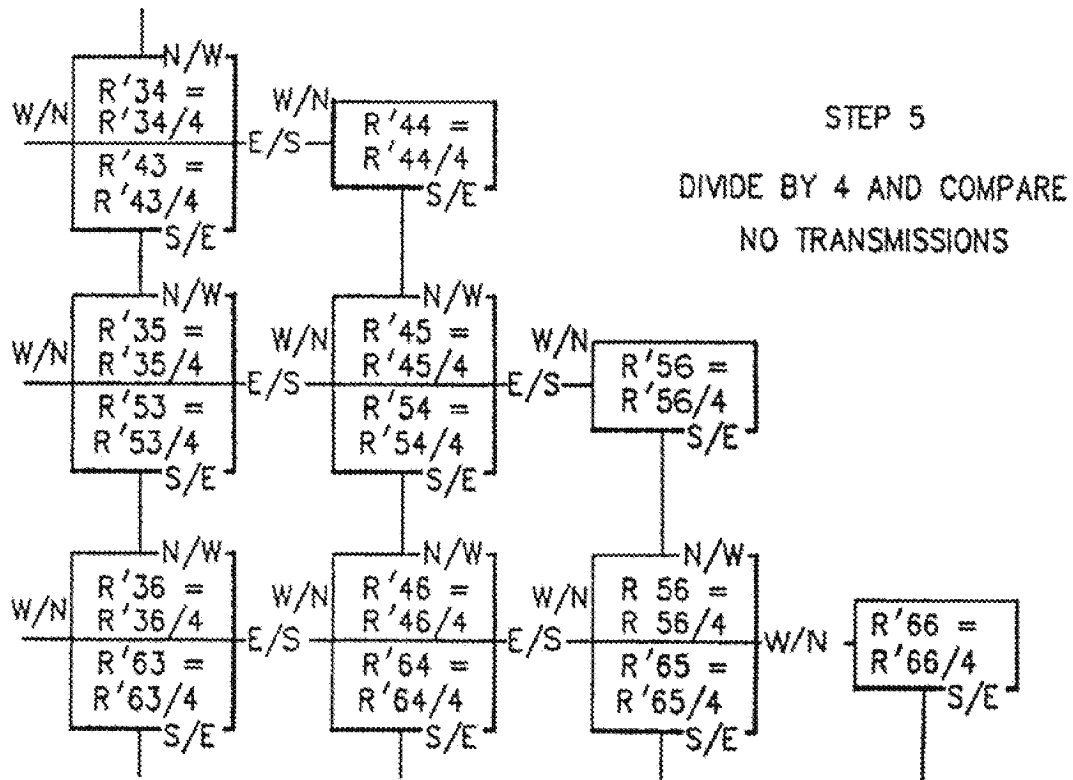 N/W
R'34 =
R'34/4
W/N
R'43 =
R'43/4
S/E
E/S
W/N
R'44 =
R'44/4
S/E
STEP 5
DIVIDE BY 4 AND COMPARE
NO TRANSMISSIONS
N/W
R'35 =
R'35/4
W/N
R'53 =
R'53/4
S/E
E/S
N/W
W/N
R'45 =
R'45/4
R'54 =
R'54/4
S/E
E/S
W/N
R'56 =
R'56/4
S/E
N/W
R'36 =
R'36/4
W/N
R'63 =
R'63/4
S/E
E/S
N/W
W/N
R'46 =
R'46/4
R'64 =
R'64/4
S/E
E/S
N/W
W/N
R 56 =
R 56/4
R'65 =
R'65/4
S/E
W/N
R'66 =
R'66/4
S/E